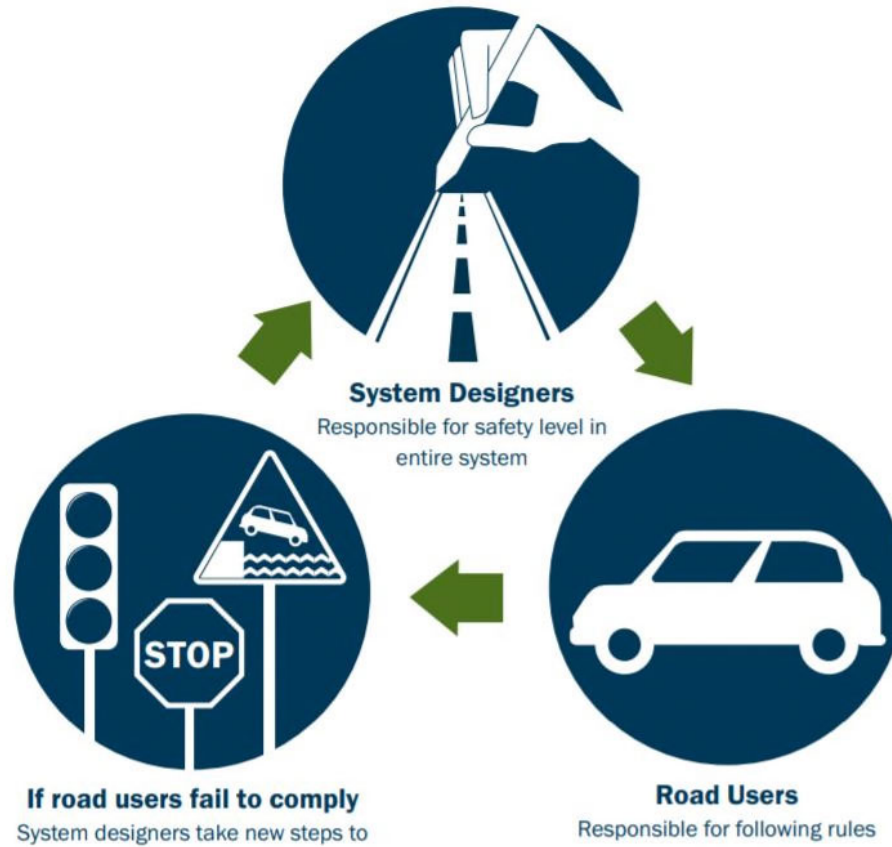 System Designers
Responsible for safety level in
entire system
STOP
If road users fail to comply
System designers take new steps to
Road Users
Responsible for following rules